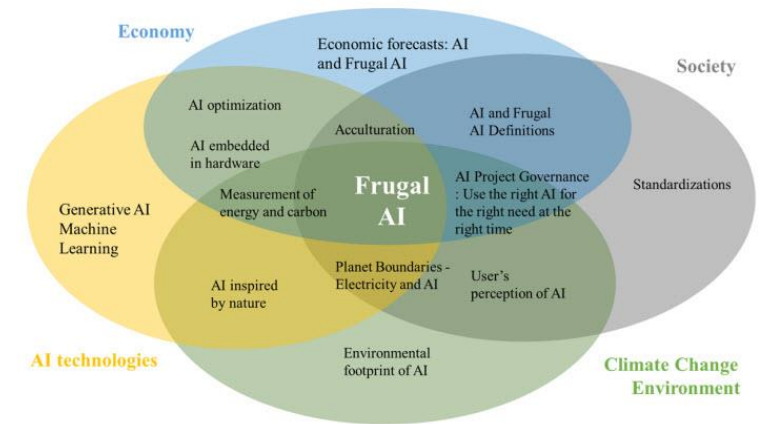 Economy
Economic forecasts: AI
and Frugal AI
Society
AI optimization
AI and Frugal
AI Definitions
Acculturation
AI embedded
in hardware
AI Project Governance
: Use the right AI for
the right need at the
right time
Standardizations
Frugal
AI
Measurement of
energy and carbon
Generative AI
Machine
Learning
Planet Boundaries -
Electricity and AI
User's
perception of AI
AI inspired
by nature
AI technologies
Environmental
footprint of AI
Climate Change
Environment